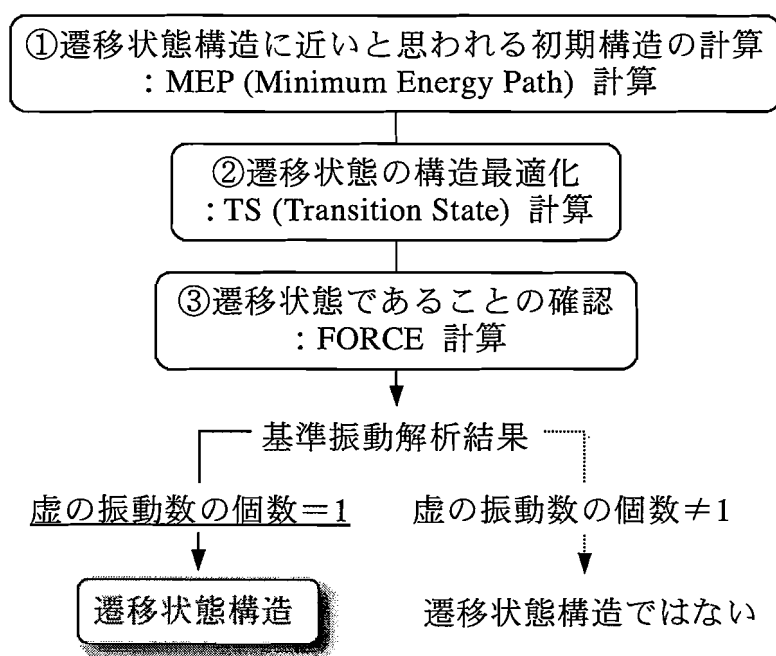 ①遷移状態構造に近いと思われる初期構造の計算
: MEP (Minimum Energy Path) 計算
②遷移状態の構造最適化
: TS (Transition State) 計算
③遷移状態であることの確認
: FORCE 計算
基準振動解析結果
虚の振動数の個数＝1
虚の振動数の個数≠1
遷移状態構造
遷移状態構造ではない